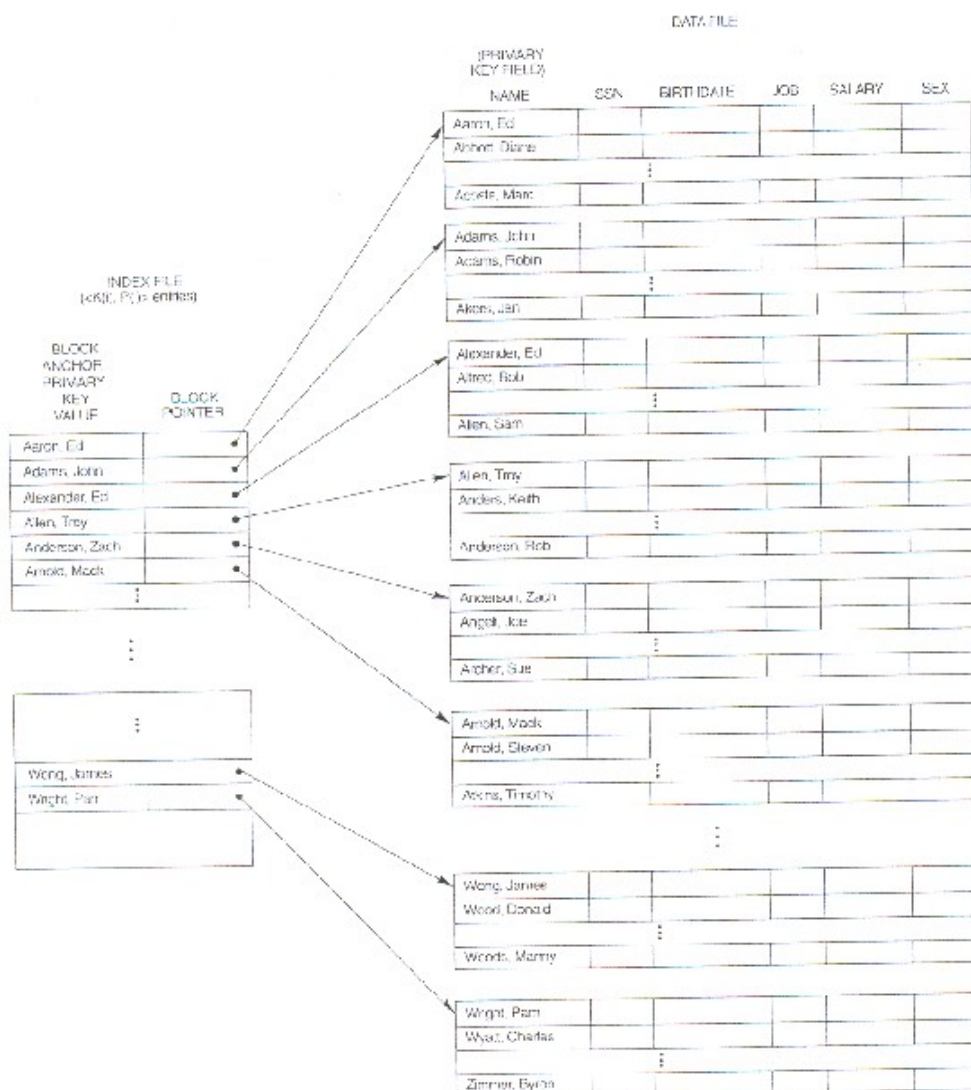 DATA FILE
(PRIMARY
KEY FIELD)
NAME SSN BIRTHDATE JOB SALARY SEX
Aaron, Ed
Abbott, Diane
Acosta, Marc
Adams, John
Adams, Robin
Akers, Jan
INDEX FILE
(<K(i), P(i)> entries)
BLOCK
ANCHOR
PRIMARY
KEY
VALUE
BLOCK
POINTER
Aaron, Ed
Adams, John
Alexander, Ed
Allen, Troy
Anderson, Zach
Arnold, Mack
Wong, James
Wright, Pam
Alexander, Ed
Alfred, Bob
Allen, Sam
Allen, Troy
Anders, Keith
Anderson, Rob
Anderson, Zach
Angeli, Joe
Archer, Sue
Arnold, Mack
Arnold, Steven
Atkins, Timothy
Wong, James
Wood, Donald
Woods, Manny
Wright, Pam
Wyatt, Charles
Zimmer, Byron